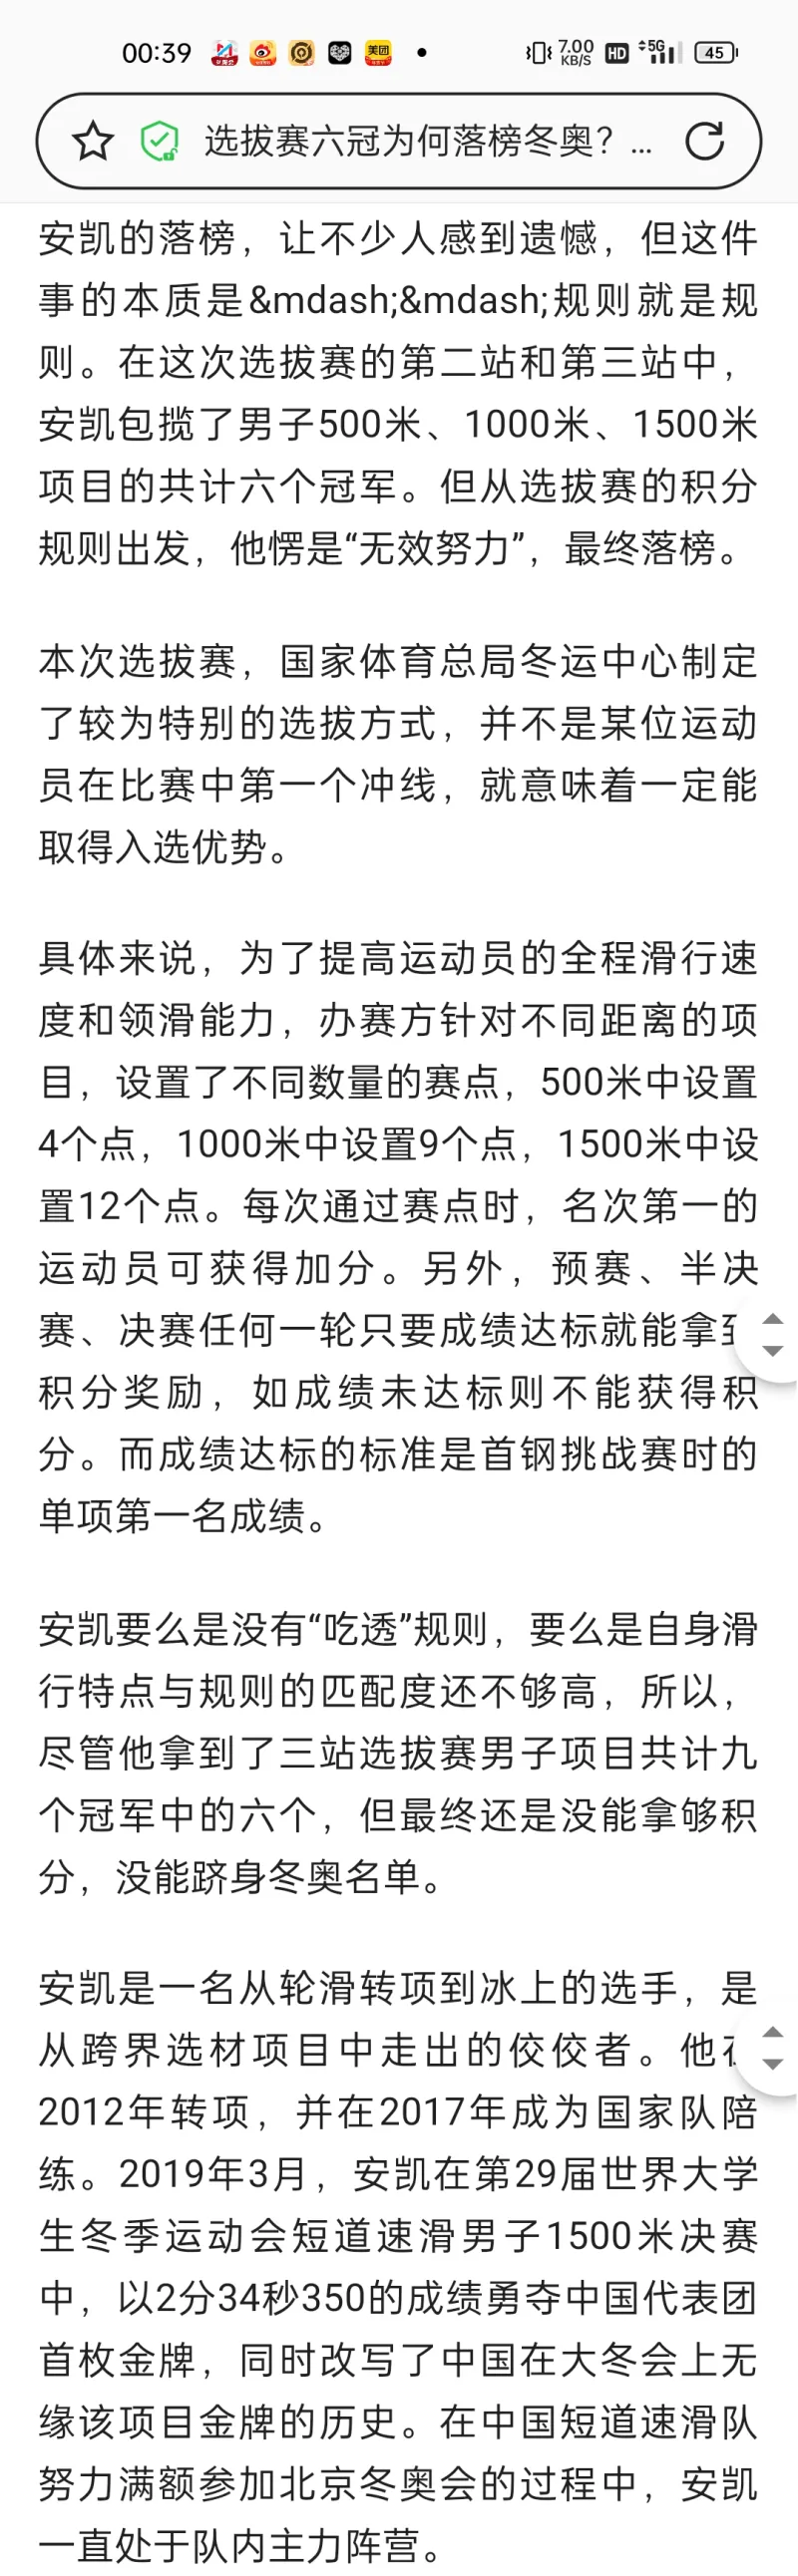 00:39
美团
7.00
KB/S
HD
5G
45
选拔赛六冠为何落榜冬奥？...
安凯的落榜，让不少人感到遗憾，但这件
事的本质是&mdash;&mdash;规则就是规
则。在这次选拔赛的第二站和第三站中，
安凯包揽了男子500米、1000米、1500米
项目的共计六个冠军。但从选拔赛的积分
规则出发，他愣是“无效努力”，最终落榜。
本次选拔赛，国家体育总局冬运中心制定
了较为特别的选拔方式，并不是某位运动
员在比赛中第一个冲线，就意味着一定能
取得入选优势。
具体来说，为了提高运动员的全程滑行速
度和领滑能力，办赛方针对不同距离的项
目，设置了不同数量的赛点，500米中设置
4个点，1000米中设置9个点，1500米中设
置12个点。每次通过赛点时，名次第一的
运动员可获得加分。另外，预赛、半决
赛、决赛任何一轮只要成绩达标就能拿到
积分奖励，如成绩未达标则不能获得积
分。而成绩达标的标准是首钢挑战赛时的
单项第一名成绩。
安凯要么是没有“吃透”规则，要么是自身滑
行特点与规则的匹配度还不够高，所以，
尽管他拿到了三站选拔赛男子项目共计九
个冠军中的六个，但最终还是没能拿够积
分，没能跻身冬奥名单。
安凯是一名从轮滑转项到冰上的选手，是
从跨界选材项目中走出的佼佼者。他在
2012年转项，并在2017年成为国家队陪
练。2019年3月，安凯在第29届世界大学
生冬季运动会短道速滑男子1500米决赛
中，以2分34秒350的成绩勇夺中国代表团
首枚金牌，同时改写了中国在大冬会上无
缘该项目金牌的历史。在中国短道速滑队
努力满额参加北京冬奥会的过程中，安凯
一直处于队内主力阵营。